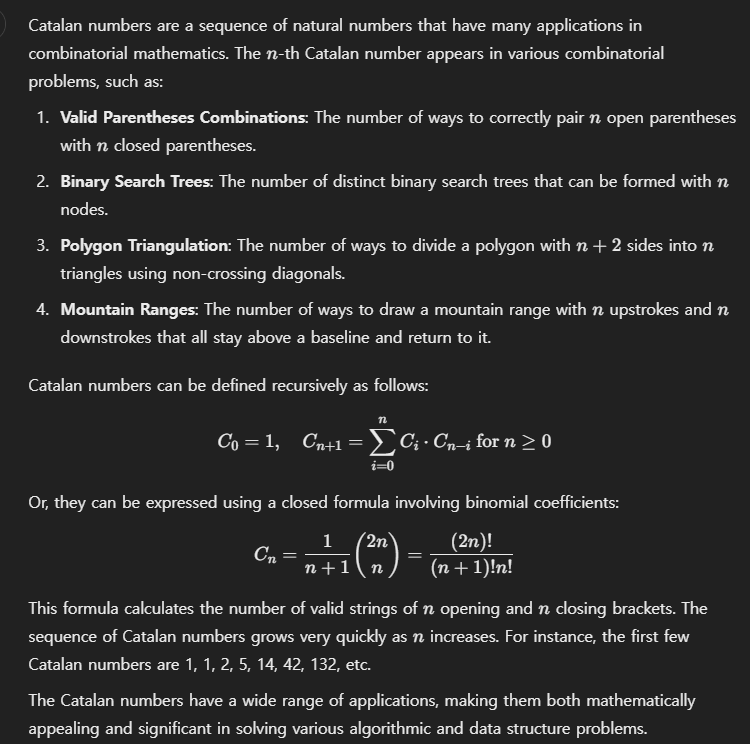 Catalan numbers are a sequence of natural numbers that have many applications in
combinatorial mathematics. The n-th Catalan number appears in various combinatorial
problems, such as:
1. Valid Parentheses Combinations: The number of ways to correctly pair n open parentheses
with n closed parentheses.
2. Binary Search Trees: The number of distinct binary search trees that can be formed with n
nodes.
3. Polygon Triangulation: The number of ways to divide a polygon with n + 2 sides into n
triangles using non-crossing diagonals.
4. Mountain Ranges: The number of ways to draw a mountain range with n upstrokes and n
downstrokes that all stay above a baseline and return to it.
Catalan numbers can be defined recursively as follows:
C_0 = 1, C_{n+1} = \sum_{i=0}^{n} C_i · C_{n-i} for n ≥ 0
Or, they can be expressed using a closed formula involving binomial coefficients:
C_n = \frac{1}{n+1} \binom{2n}{n} = \frac{(2n)!}{(n+1)!n!}
This formula calculates the number of valid strings of n opening and n closing brackets. The
sequence of Catalan numbers grows very quickly as n increases. For instance, the first few
Catalan numbers are 1, 1, 2, 5, 14, 42, 132, etc.
The Catalan numbers have a wide range of applications, making them both mathematically
appealing and significant in solving various algorithmic and data structure problems.